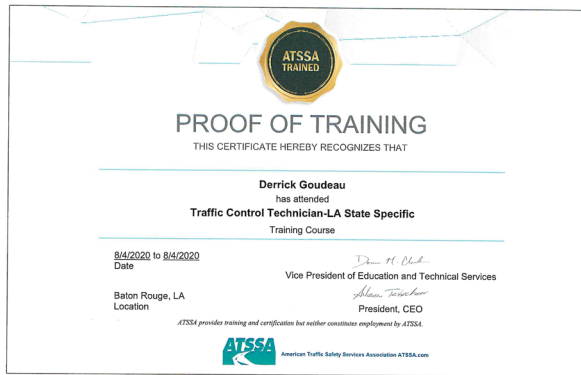 ATSSA
TRAINED
PROOF OF TRAINING
THIS CERTIFICATE HEREBY RECOGNIZES THAT
Derrick Goudeau
has attended
Traffic Control Technician-LA State Specific
Training Course
8/4/2020 to 8/4/2020
Date
Vice President of Education and Technical Services
Baton Rouge, LA
Location
President, CEO
ATSSA provides training and certification but neither constitutes employment by ATSSA.
ATSSA
American Traffic Safety Services Association ATSSA.com